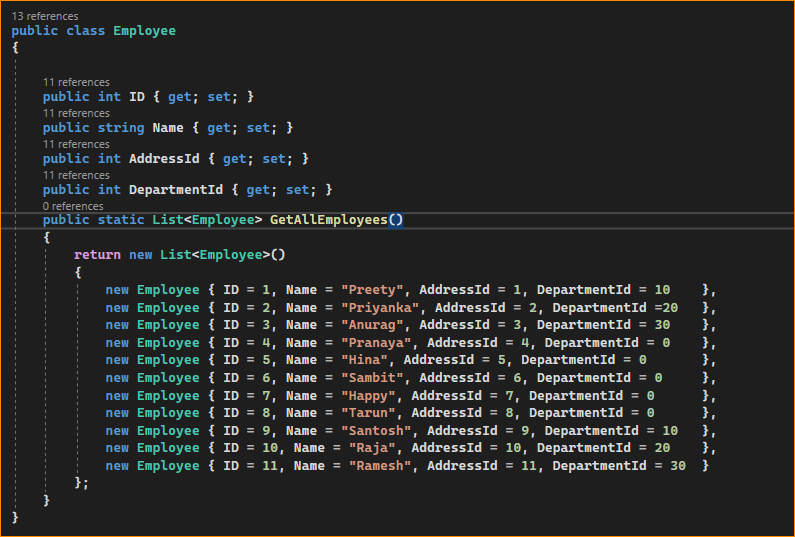 13 references
public class Employee
{
11 references
public int ID { get; set; }
11 references
public string Name { get; set; }
11 references
public int AddressId { get; set; }
11 references
public int DepartmentId { get; set; }
0 references
public static List<Employee> GetAllEmployees()
{
return new List<Employee>()
{
new Employee { ID = 1, Name = "Preety", AddressId = 1, DepartmentId = 10    },
new Employee { ID = 2, Name = "Priyanka", AddressId = 2, DepartmentId =20   },
new Employee { ID = 3, Name = "Anurag", AddressId = 3, DepartmentId = 30    },
new Employee { ID = 4, Name = "Pranaya", AddressId = 4, DepartmentId = 0    },
new Employee { ID = 5, Name = "Hina", AddressId = 5, DepartmentId = 0       },
new Employee { ID = 6, Name = "Sambit", AddressId = 6, DepartmentId = 0     },
new Employee { ID = 7, Name = "Happy", AddressId = 7, DepartmentId = 0      },
new Employee { ID = 8, Name = "Tarun", AddressId = 8, DepartmentId = 0      },
new Employee { ID = 9, Name = "Santosh", AddressId = 9, DepartmentId = 10   },
new Employee { ID = 10, Name = "Raja", AddressId = 10, DepartmentId = 20    },
new Employee { ID = 11, Name = "Ramesh", AddressId = 11, DepartmentId = 30  }
};
}
}